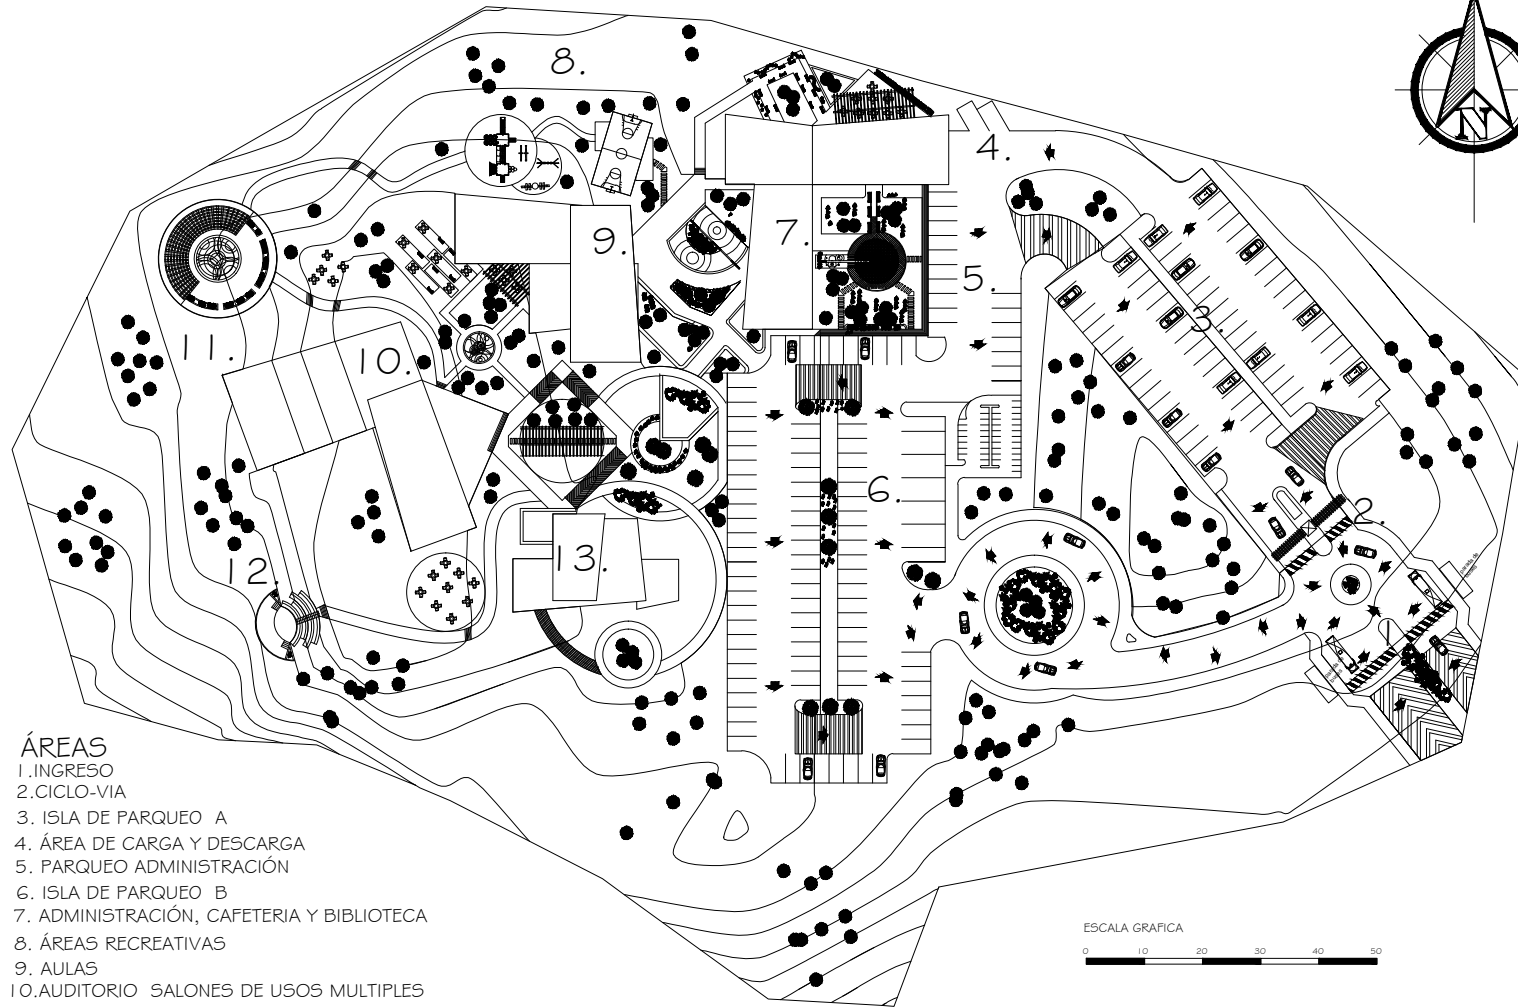 8.
4.
7.
9.
5.
3.
11.
10.
6.
2.
13.
12.
1
N
ÁREAS
1.INGRESO
2.CICLO-VIA
3. ISLA DE PARQUEO A
4. ÁREA DE CARGA Y DESCARGA
5. PARQUEO ADMINISTRACIÓN
6. ISLA DE PARQUEO B
7. ADMINISTRACIÓN, CAFETERIA Y BIBLIOTECA
8. ÁREAS RECREATIVAS
9. AULAS
10.AUDITORIO SALONES DE USOS MULTIPLES
ESCALA GRAFICA
0 10 20 30 40 50